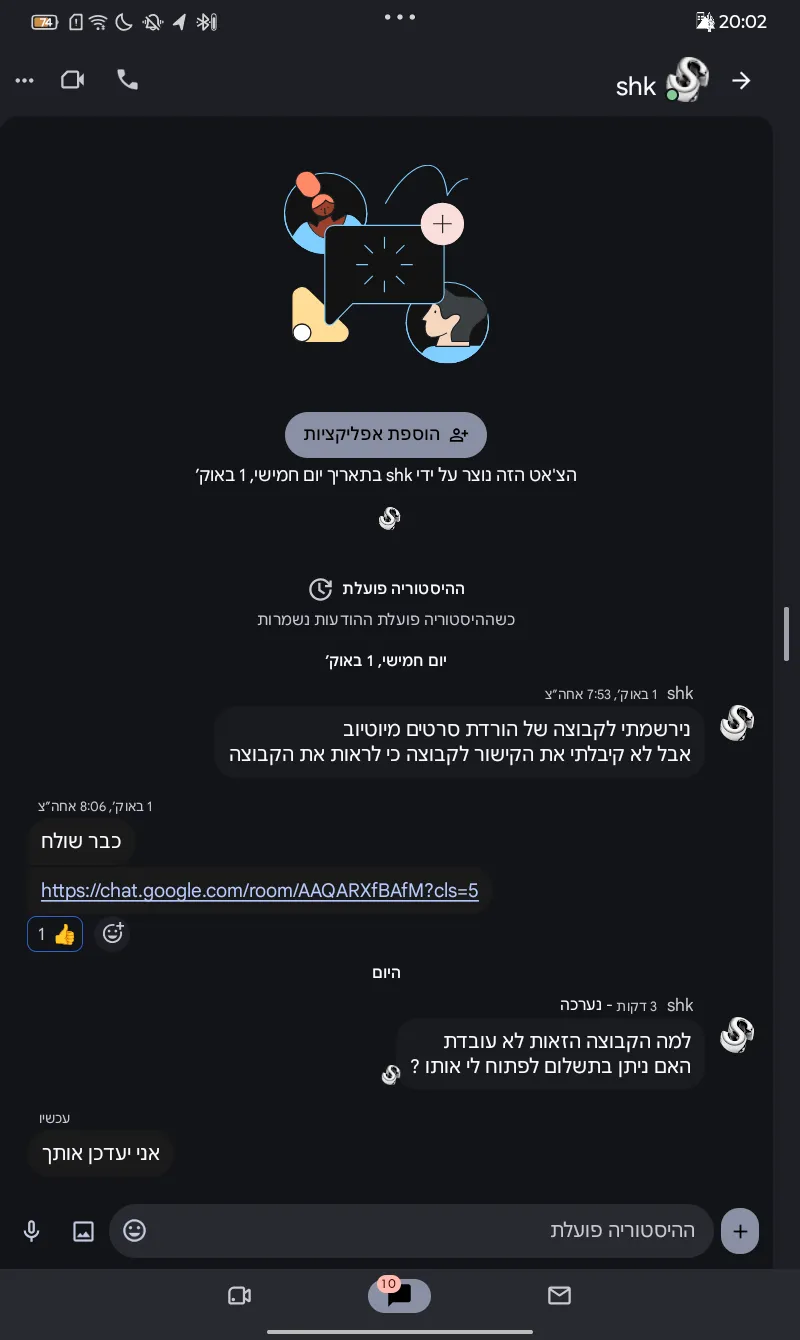 74
20:02
shk
הוספת אפליקציות
הצ'אט הזה נוצר על ידי shk בתאריך יום חמישי, 1 באוק׳
ההיסטוריה פועלת
כשההיסטוריה פועלת ההודעות נשמרות
יום חמישי, 1 באוק׳
shk 1 באוק׳, 7:53 אחה״צ
נירשמתי לקבוצה של הורדת סרטים מיוטיוב
אבל לא קיבלתי את הקישור לקבוצה כי לראות את הקבוצה
1 באוק׳, 8:06 אחה״צ
כבר שולח
https://chat.google.com/room/AAQARXfBAfM?cls=5
👍 1
היום
shk 3 דקות - נערכה
למה הקבוצה הזאות לא עובדת
האם ניתן בתשלום לפתוח לי אותו ?
עכשיו
אני יעדכן אותך
ההיסטוריה פועלת
10